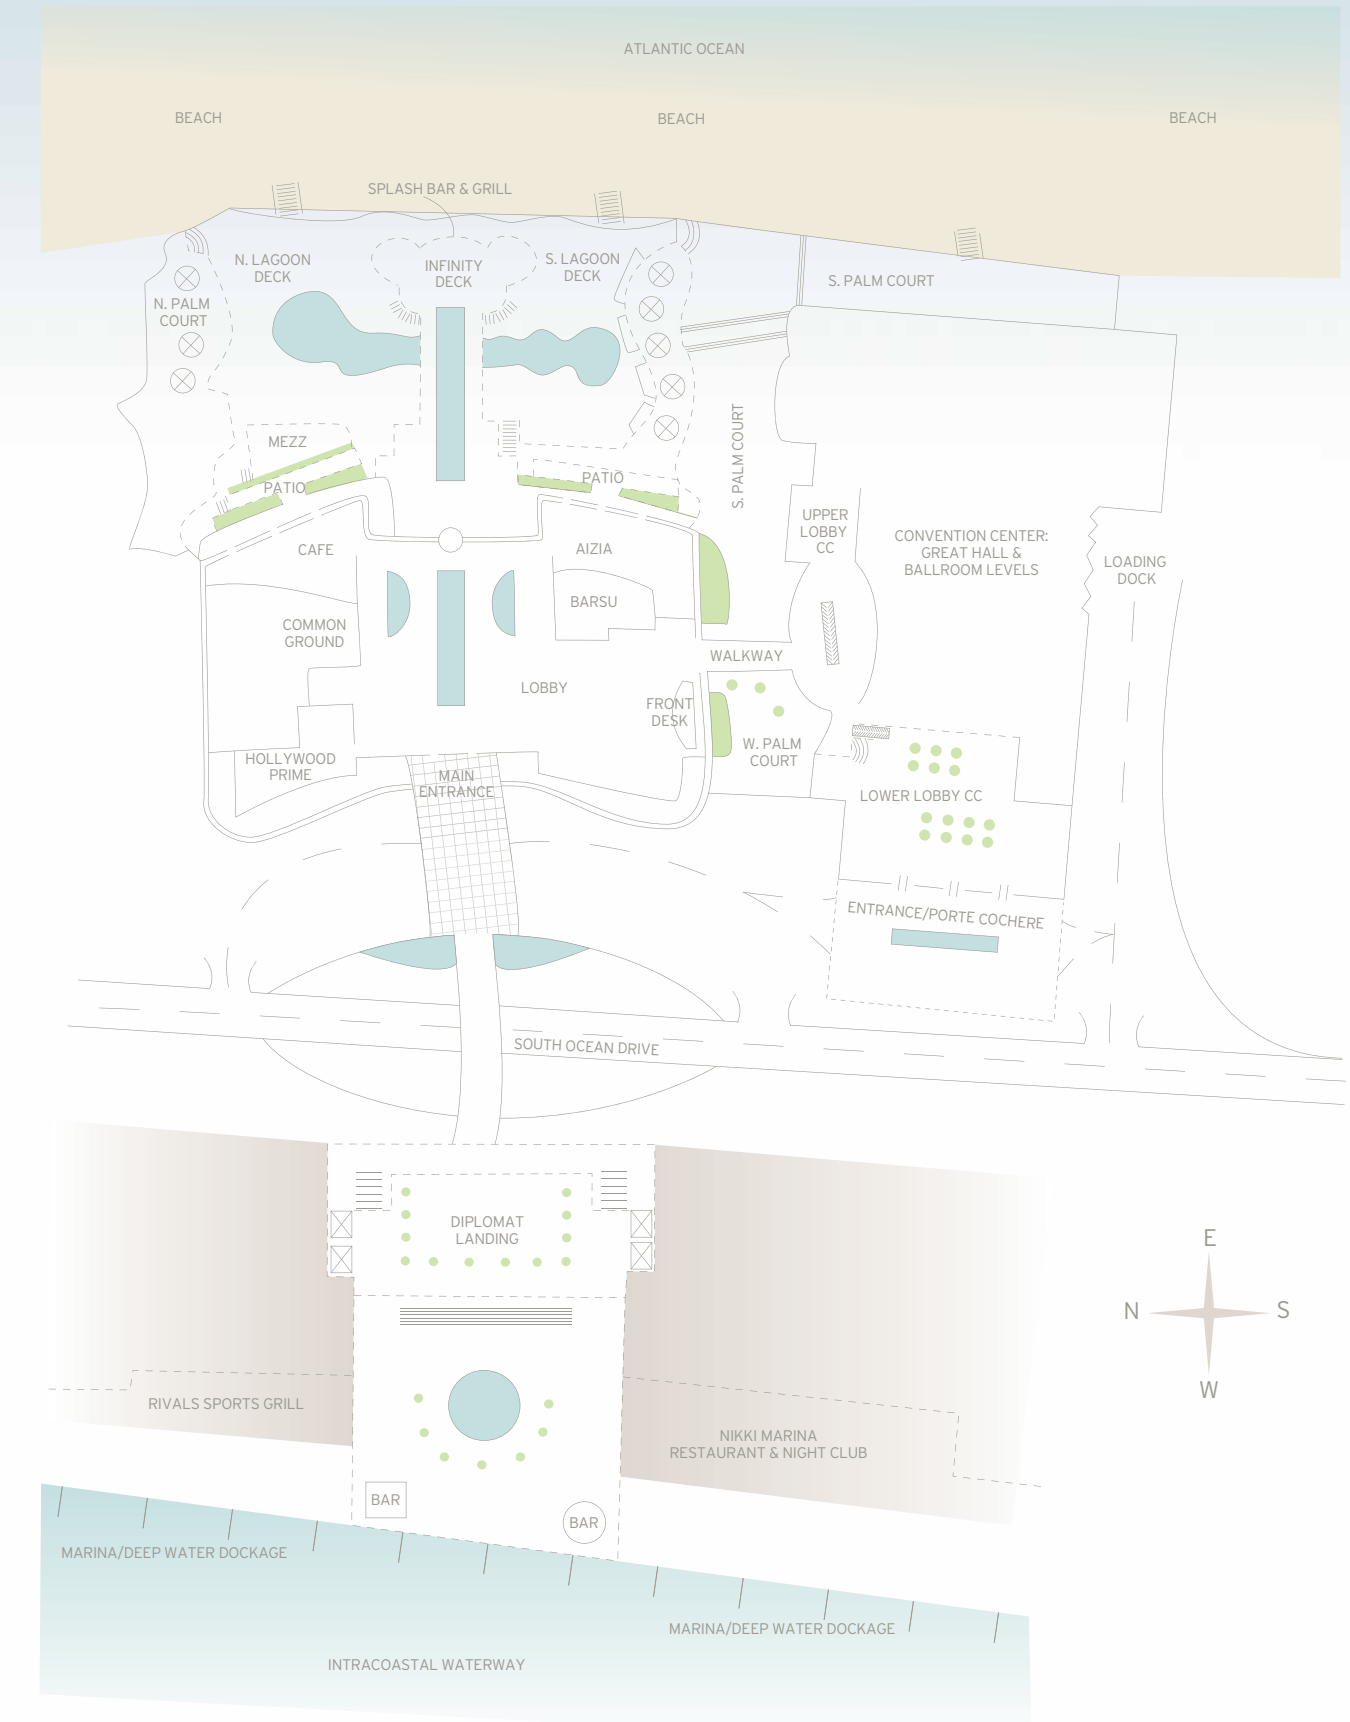 ATLANTIC OCEAN
BEACH
BEACH
BEACH
SPLASH BAR & GRILL
N. LAGOON
DECK
INFINITY
DECK
S. LAGOON
DECK
S. PALM COURT
N. PALM
COURT
MEZZ
PATIO
PATIO
S. PALM COURT
CAFE
AIZIA
UPPER
LOBBY
CC
CONVENTION CENTER:
GREAT HALL &
BALLROOM LEVELS
LOADING
DOCK
COMMON
GROUND
BARSU
WALKWAY
LOBBY
FRONT
DESK
W. PALM
COURT
HOLLYWOOD
PRIME
MAIN
ENTRANCE
LOWER LOBBY CC
ENTRANCE/PORTE COCHERE
SOUTH OCEAN DRIVE
DIPLOMAT
LANDING
E
N
S
W
RIVALS SPORTS GRILL
NIKKI MARINA
RESTAURANT & NIGHT CLUB
BAR
BAR
MARINA/DEEP WATER DOCKAGE
MARINA/DEEP WATER DOCKAGE
INTRACOASTAL WATERWAY